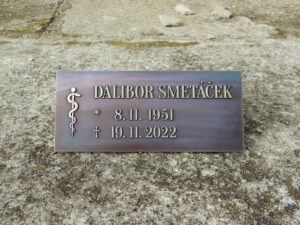 DALIBOR SMETÁČEK
* 8. 11. 1951
† 19. 11. 2022